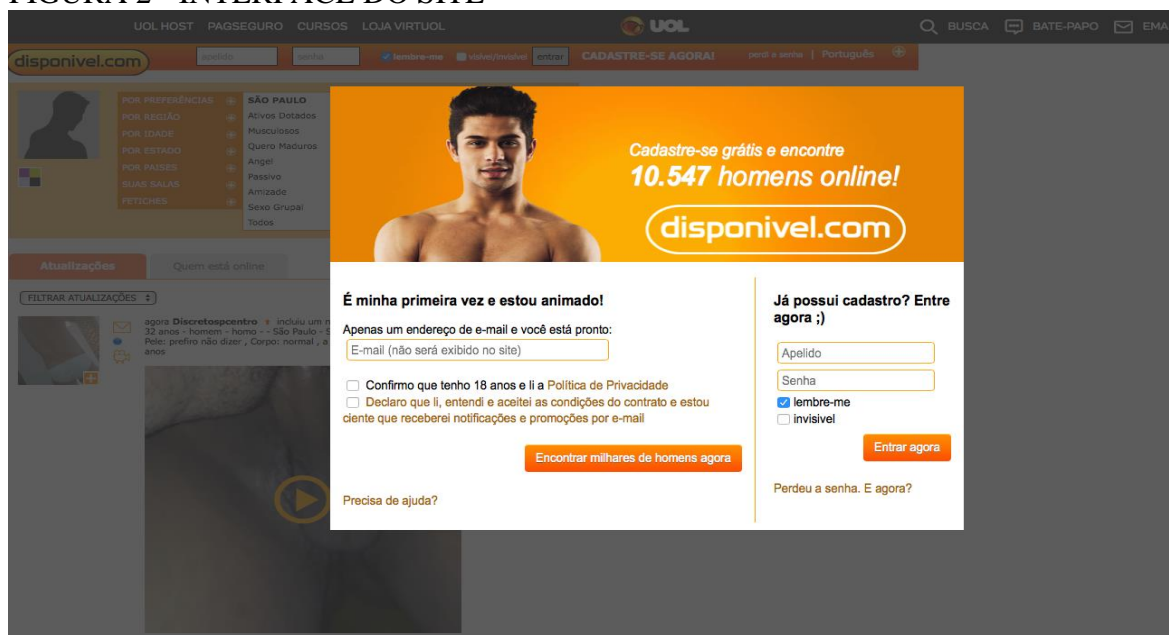 FIGURA 2 - INTERFACE DO SITE
UOL HOST PAGSEGURO CURSOS LOJA VIRTUOL UOL BUSCA BATE-PAPO EMA
disponivel.com apelido senha lembre-me visível/invisível entrar CADASTRE-SE AGORA! perdi a senha | Português
POR PREFERÊNCIAS
POR REGIÃO
POR IDADE
POR ESTADO
POR PAÍSES
SUAS SALAS
FETICHES
SÃO PAULO
Ativos Dotados
Musculosos
Quero Maduros
Angel
Passivo
Amizade
Sexo Grupal
Todos
Cadastre-se grátis e encontre
10.547 homens online!
disponivel.com
Atualizações Quem está online
FILTRAR ATUALIZAÇÕES
agora Discretospcentro incluiu um n
32 anos - homem - homo - - São Paulo - S
Pele: prefiro não dizer , Corpo: normal , a
anos
É minha primeira vez e estou animado!
Apenas um endereço de e-mail e você está pronto:
E-mail (não será exibido no site)
Confirmo que tenho 18 anos e li a Política de Privacidade
Declaro que li, entendi e aceitei as condições do contrato e estou
ciente que receberei notificações e promoções por e-mail
Encontrar milhares de homens agora
Precisa de ajuda?
Já possui cadastro? Entre
agora ;)
Apelido
Senha
lembre-me
invisivel
Entrar agora
Perdeu a senha. E agora?